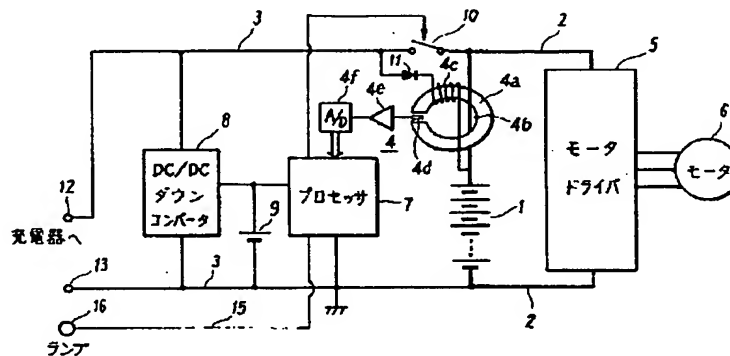 3
10
2
5
11
4c
4a
4f
4e
4b
6
8
A/D
4
4d
DC/DC
ダウン
コンバータ
プロセッサ
7
モータ
ドライバ
モータ
12
9
1
充電器へ
13
3
2
16
15
ランプ